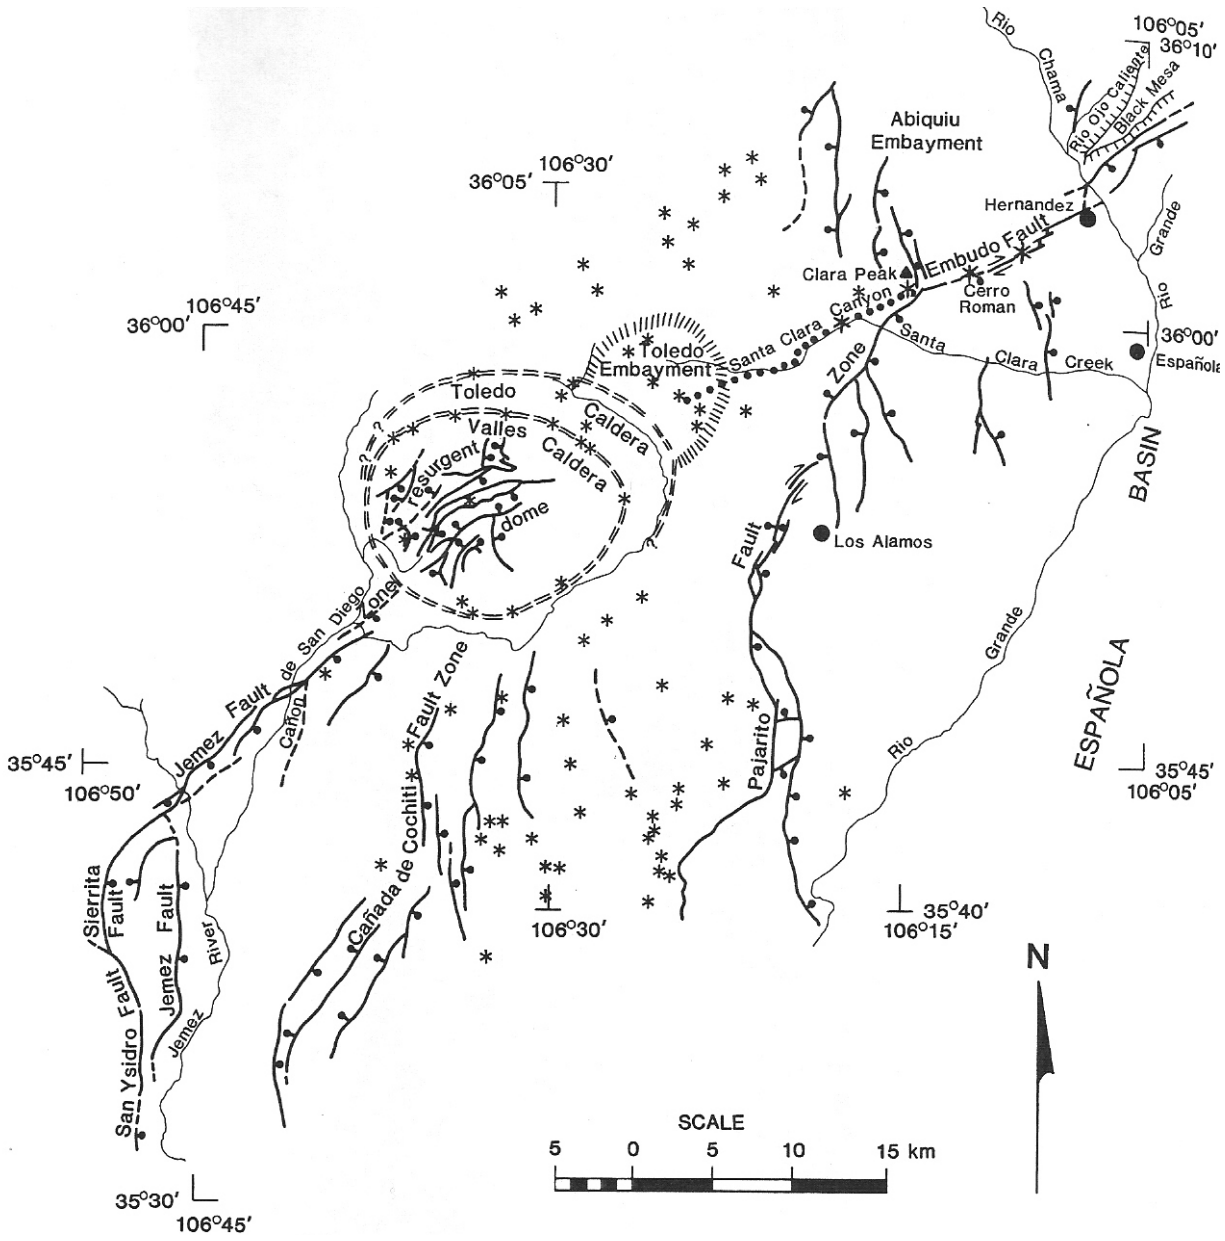 Rio
Chama
106°05′
36°10′
Rio Ojo Caliente
Black Mesa
Abiquiu
Embayment
106°30′
36°05′
Hernandez
Rio
Grande
Embudo Fault
Clara Peak
Cerro
Roman
106°45′
36°00′
Santa Clara Canyon
Santa
Clara
Creek
36°00′
Española
Toledo
Embayment
Zone
Toledo
Caldera
Valles
Caldera
resurgent
dome
?
?
?
?
BASIN
Los Alamos
Fault
Grande
Rio
ESPAÑOLA
Cañon
de San Diego
one
Fault
Jemez
Fault Zone
Cañada de Cochiti
Pajarito
35°45′
106°50′
35°45′
106°05′
Sierrita
Fault
Jemez Fault
River
Jemez
San Ysidro Fault
106°30′
35°40′
106°15′
N
SCALE
5 0 5 10 15 km
35°30′
106°45′